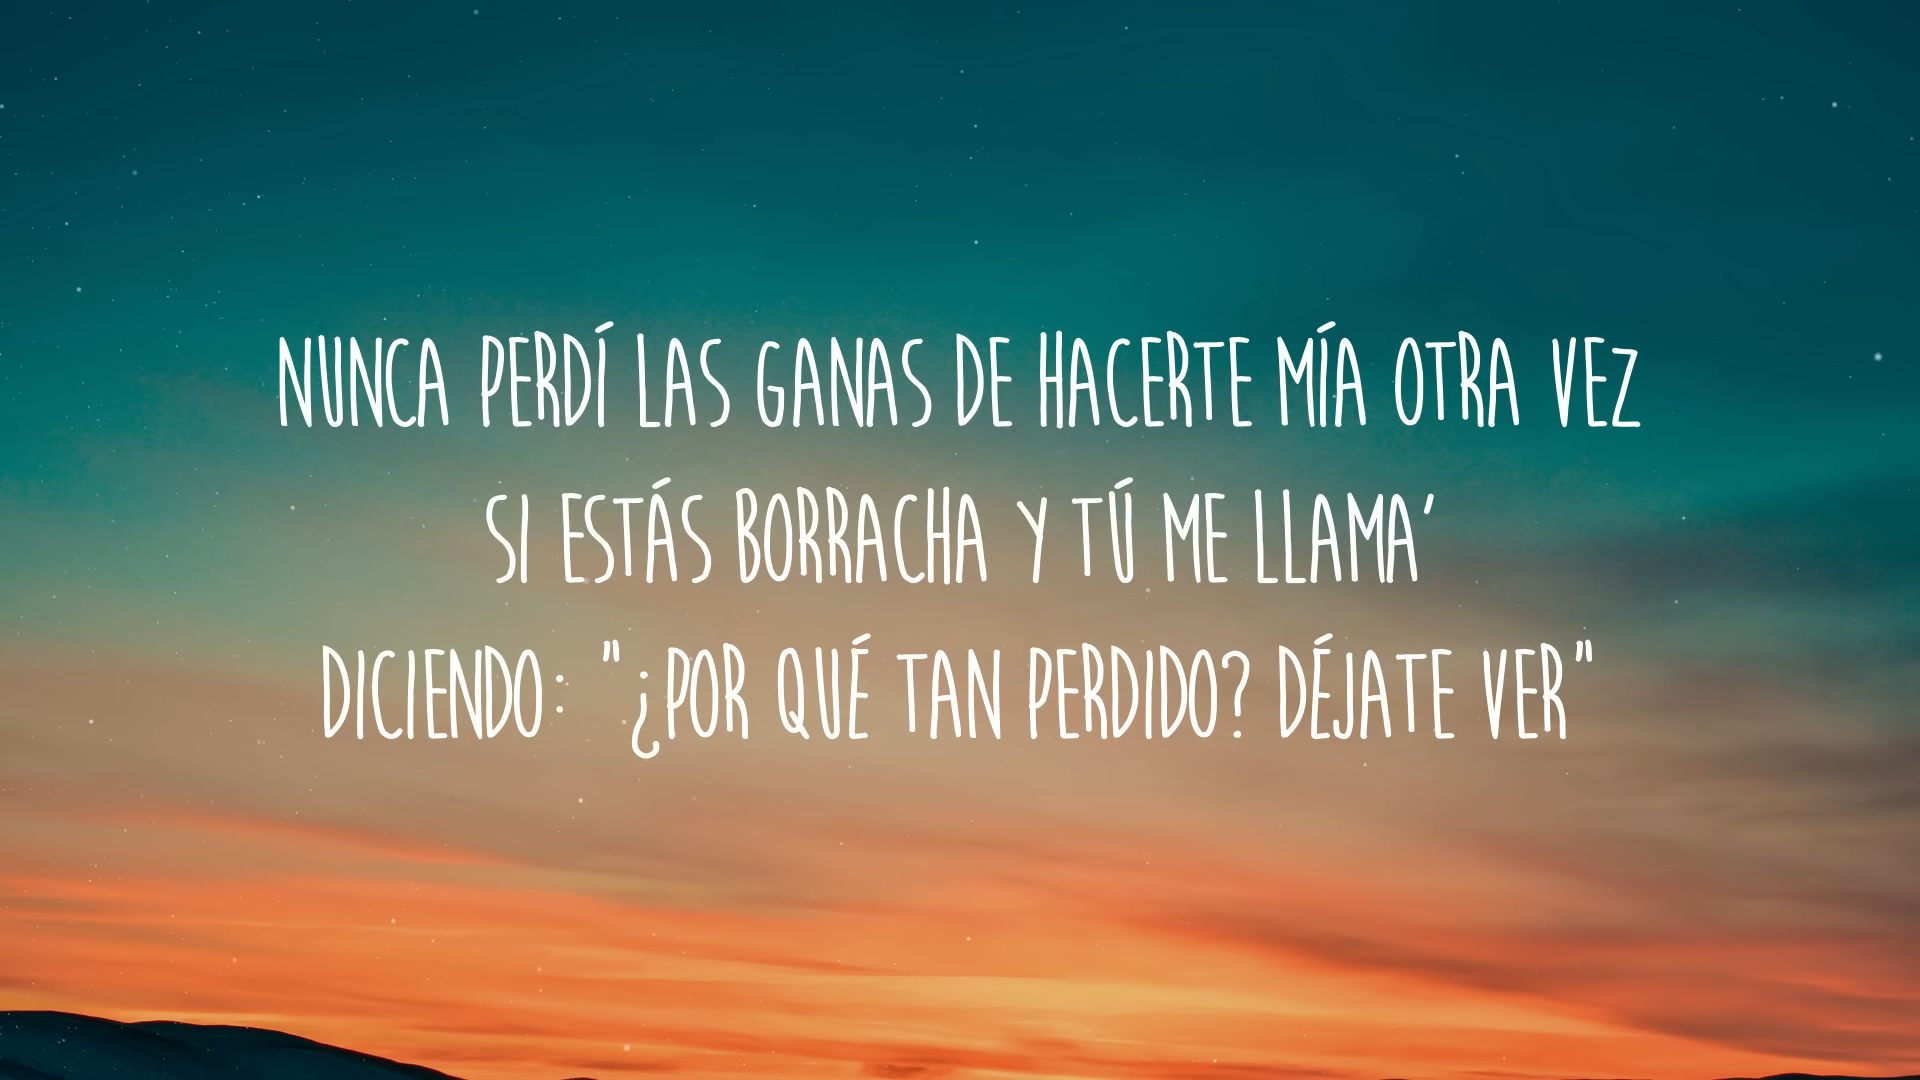 NUNCA PERDÍ LAS GANAS DE HACERTE MÍA OTRA VEZ
SI ESTÁS BORRACHA Y TÚ ME LLAMA'
DICIENDO: "¿POR QUÉ TAN PERDIDO? DÉJATE VER"